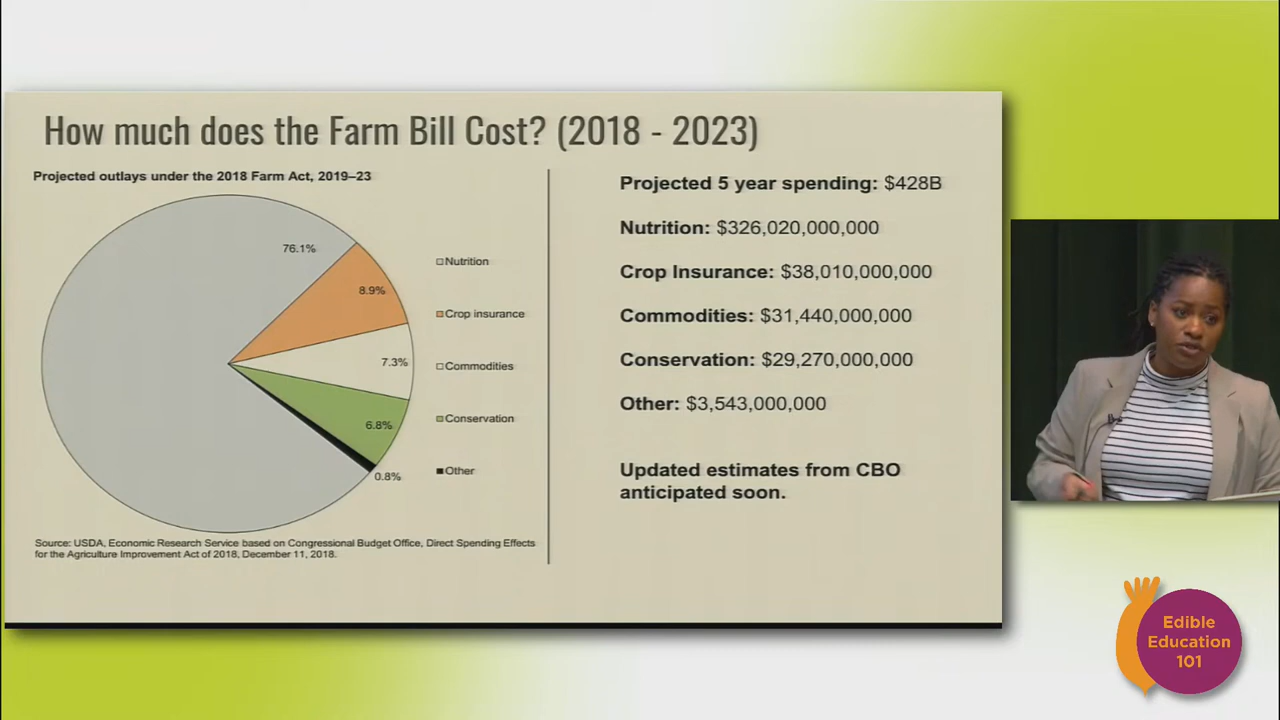 How much does the Farm Bill Cost? (2018 - 2023)
Projected outlays under the 2018 Farm Act, 2019–23
76.1%
8.9%
7.3%
6.8%
0.8%
Nutrition
Crop insurance
Commodities
Conservation
Other
Source: USDA, Economic Research Service based on Congressional Budget Office, Direct Spending Effects
for the Agriculture Improvement Act of 2018, December 11, 2018.
Projected 5 year spending: $428B
Nutrition: $326,020,000,000
Crop Insurance: $38,010,000,000
Commodities: $31,440,000,000
Conservation: $29,270,000,000
Other: $3,543,000,000
Updated estimates from CBO
anticipated soon.
Edible
Education
101